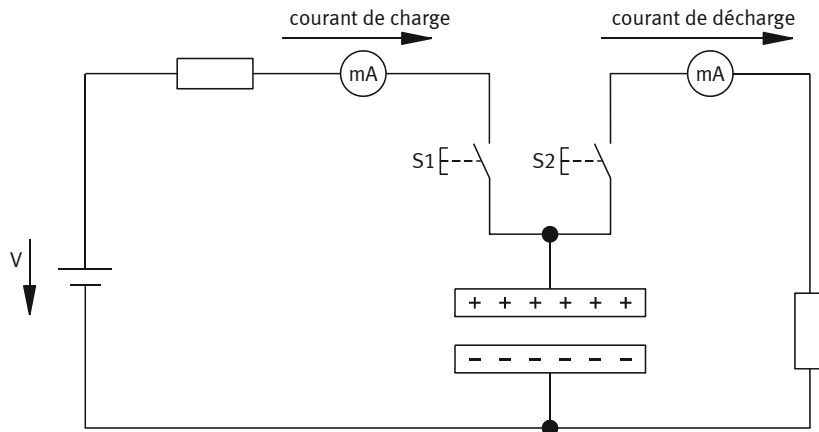 courant de charge
courant de décharge
mA
mA
S1
S2
V
+ + + + + +
– – – – – –